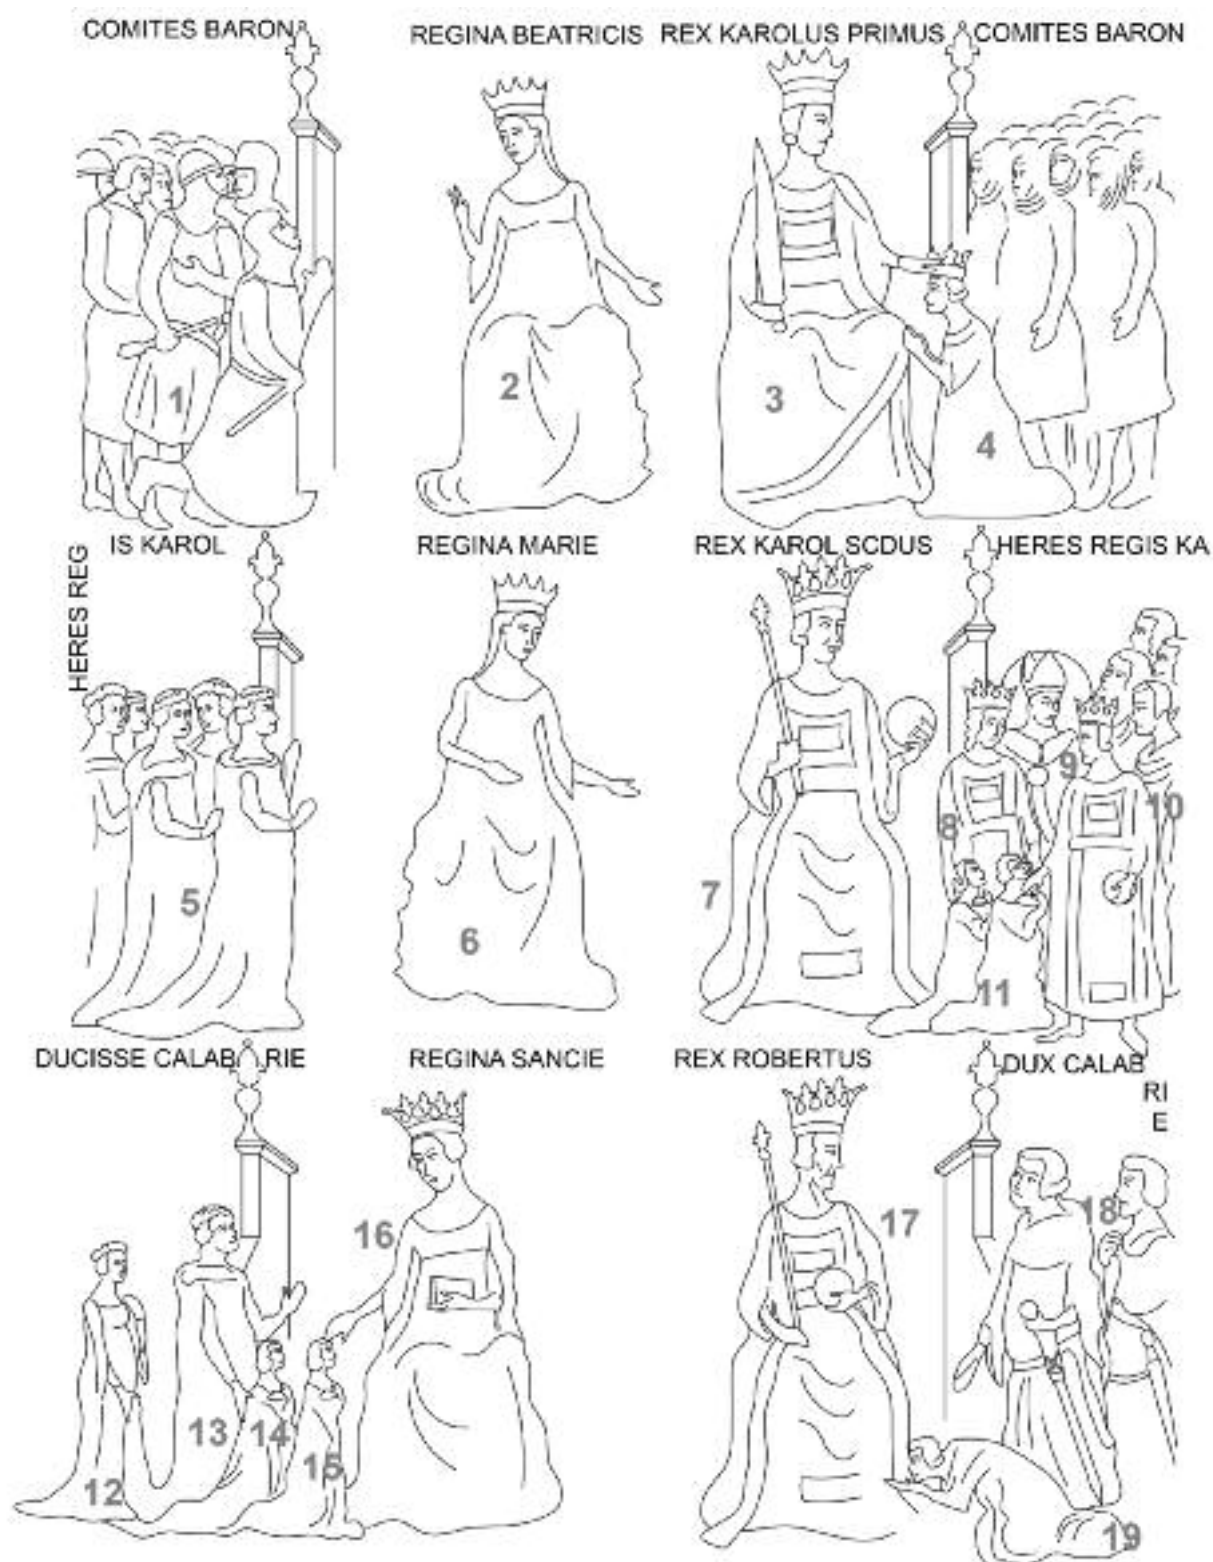 COMITES BARON
REGINA BEATRICIS
REX KAROLUS PRIMUS
COMITES BARON
1
2
3
4
HERES REG
IS KAROL
REGINA MARIE
REX KAROL SCDUS
HERES REGIS KA
5
6
7
8
9
10
11
DUCISSE CALAB RIE
REGINA SANCIE
REX ROBERTUS
DUX CALAB
RI
E
12
13
14
15
16
17
18
19